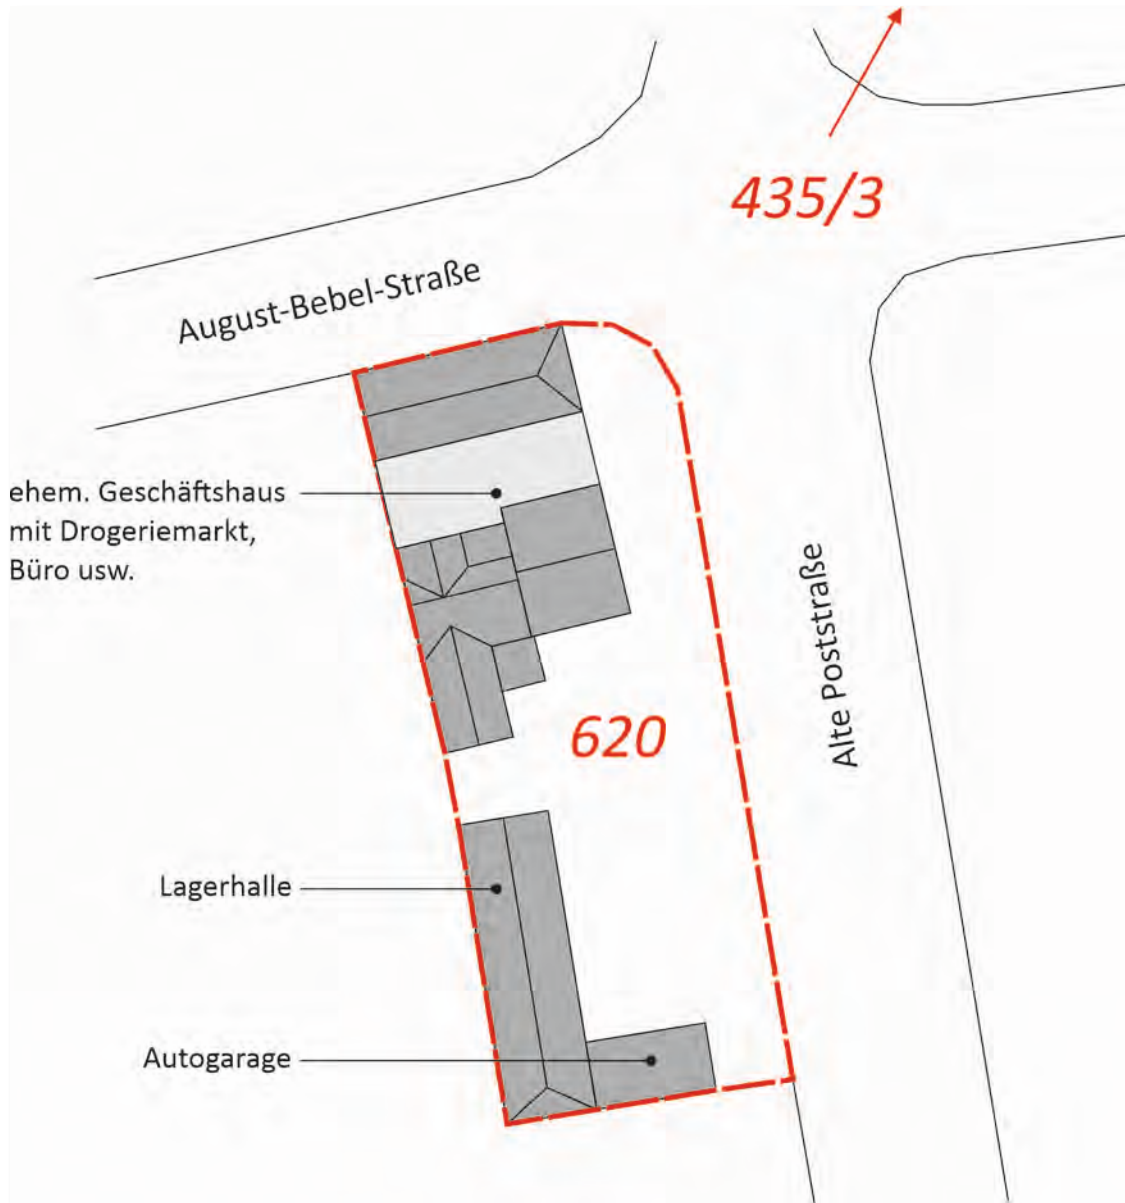 435/3
August-Bebel-Straße
ehem. Geschäftshaus
mit Drogeriemarkt,
Büro usw.
Alte Poststraße
620
Lagerhalle
Autogarage